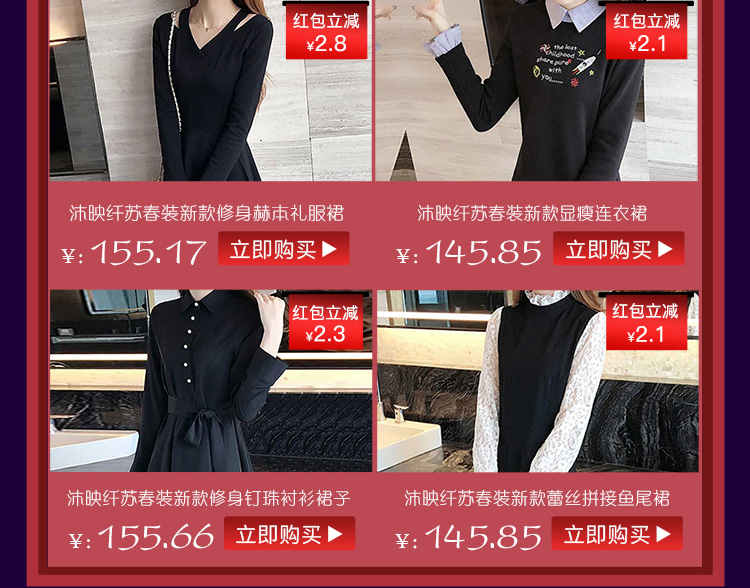 红包立减
¥2.8
红包立减
¥2.1
the lost
childhood
share.pure
with
you......
沐映纤苏春装新款修身赫本礼服裙
沐映纤苏春装新款显瘦连衣裙
¥: 155.17 立即购买▶
¥: 145.85 立即购买▶
红包立减
¥2.3
红包立减
¥2.1
沐映纤苏春装新款修身钉珠衬衫裙子
沐映纤苏春装新款蕾丝拼接鱼尾裙
¥: 155.66 立即购买▶
¥: 145.85 立即购买▶